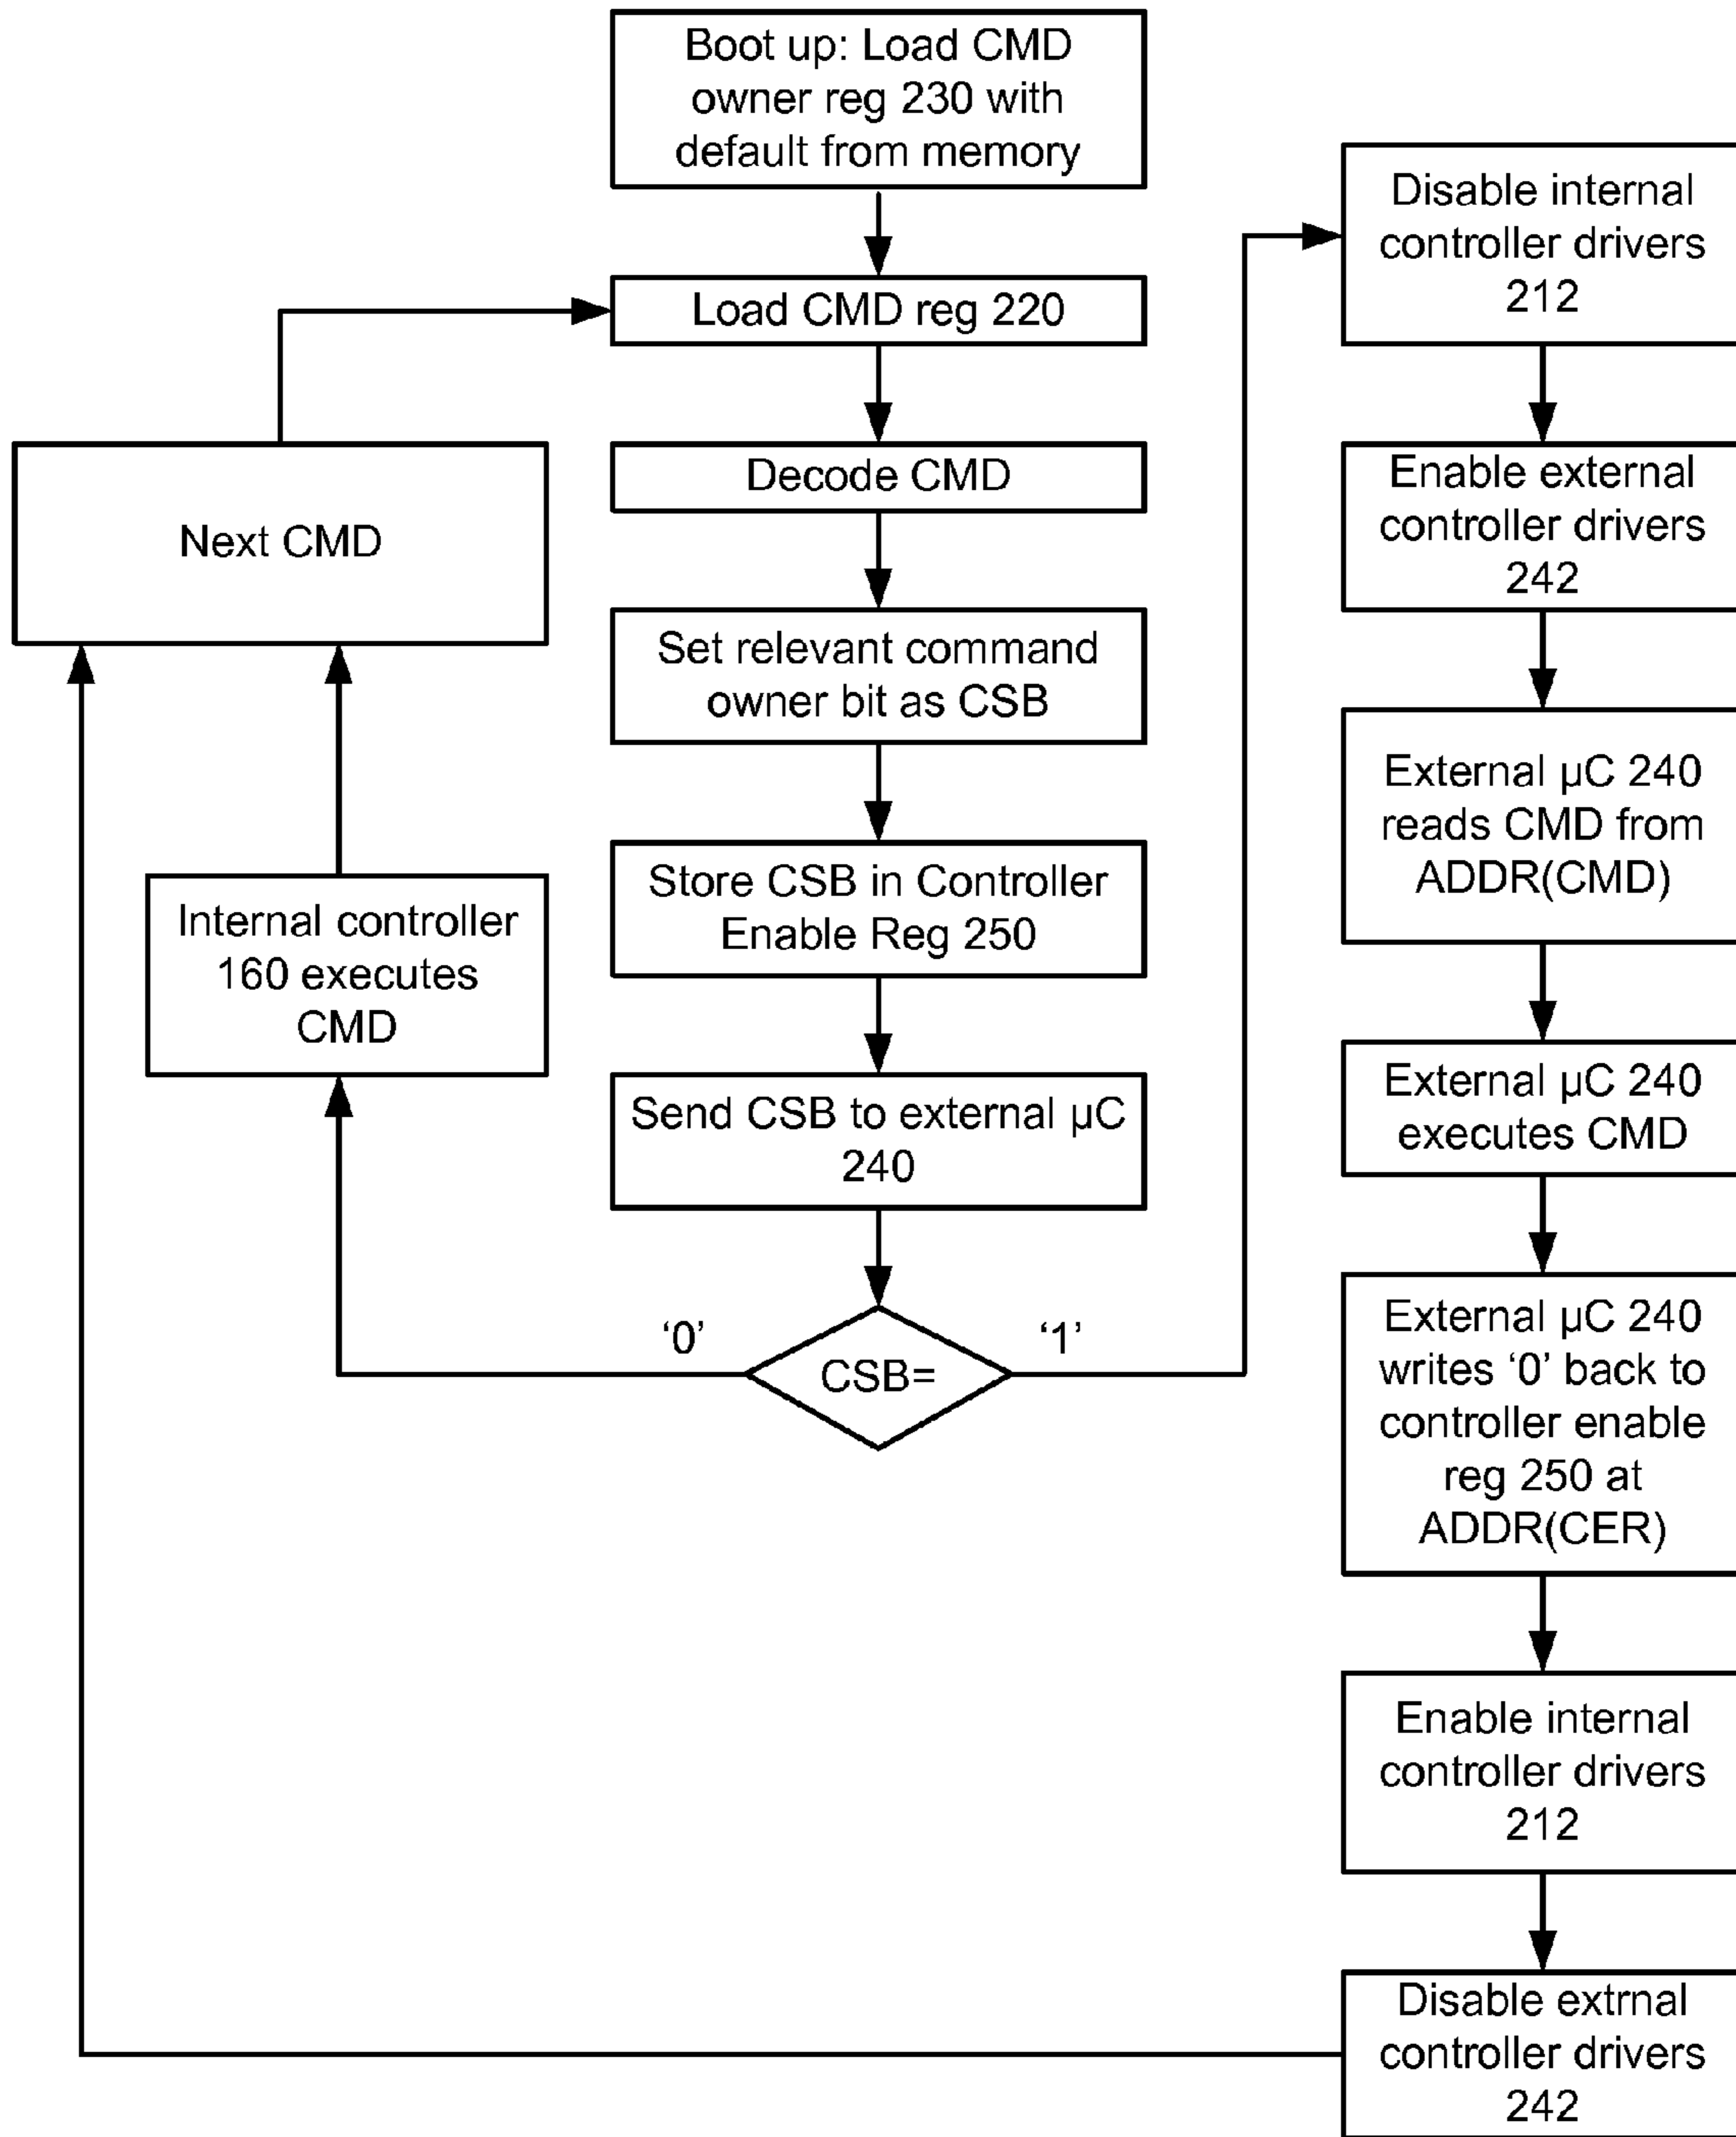 Boot up: Load CMD
owner reg 230 with
default from memory
Load CMD reg 220
Decode CMD
Set relevant command
owner bit as CSB
Store CSB in Controller
Enable Reg 250
Send CSB to external µC
240
CSB=
‘0’
‘1’
Internal controller
160 executes
CMD
Next CMD
Disable internal
controller drivers
212
Enable external
controller drivers
242
External µC 240
reads CMD from
ADDR(CMD)
External µC 240
executes CMD
External µC 240
writes ‘0’ back to
controller enable
reg 250 at
ADDR(CER)
Enable internal
controller drivers
212
Disable extrnal
controller drivers
242